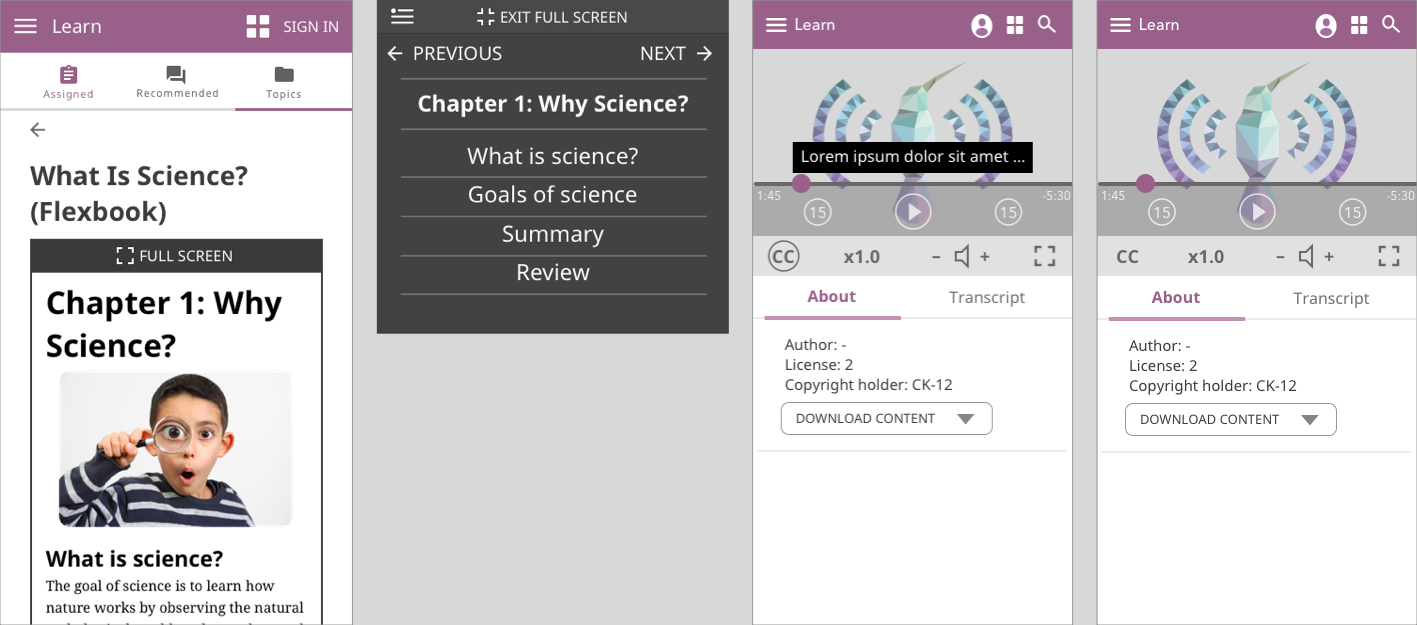 Learn
SIGN IN
Assigned
Recommended
Topics
What Is Science?
(Flexbook)
FULL SCREEN
Chapter 1: Why
Science?
What is science?
The goal of science is to learn how
nature works by observing the natural
EXIT FULL SCREEN
PREVIOUS
NEXT
Chapter 1: Why Science?
What is science?
Goals of science
Summary
Review
Learn
Lorem ipsum dolor sit amet ...
1:45
-5:30
15
15
CC
x1.0
- +
About
Transcript
Author: -
License: 2
Copyright holder: CK-12
DOWNLOAD CONTENT
Learn
1:45
-5:30
15
15
CC
x1.0
- +
About
Transcript
Author: -
License: 2
Copyright holder: CK-12
DOWNLOAD CONTENT